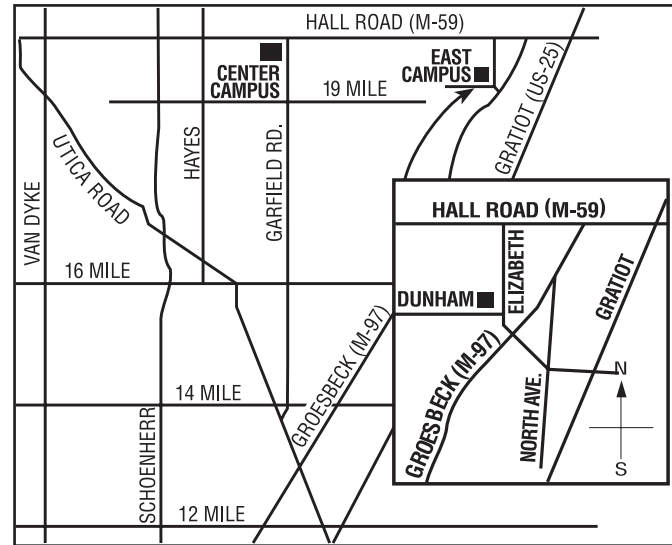 HALL ROAD (M-59)
CENTER
CAMPUS
EAST
CAMPUS
19 MILE
GRATIOT (US-25)
UTICA ROAD
HAYES
GARFIELD RD.
VAN DYKE
16 MILE
GROESBECK (M-97)
14 MILE
SCHOENHERR
12 MILE
HALL ROAD (M-59)
ELIZABETH
DUNHAM
GRATIOT
GROESBECK (M-97)
NORTH AVE.
N
S